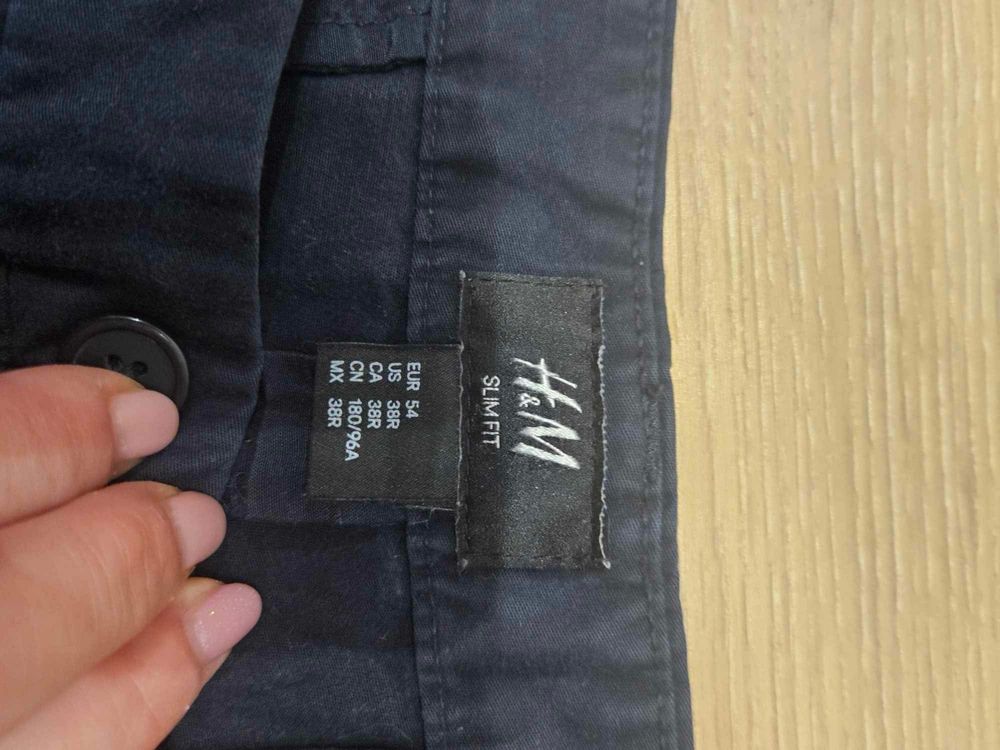 H&M
SLIM FIT
EUR 54
US 38R
CA 38R
CN 180/96A
MX 38R